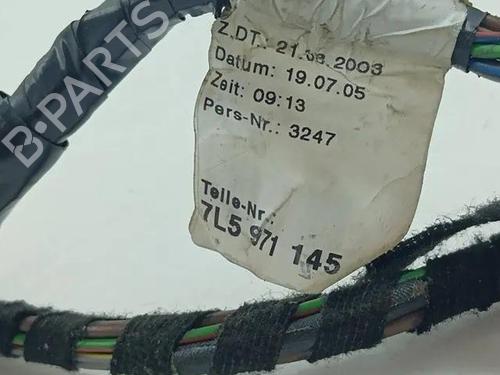 Z.DT.: 21.08.2003
Datum: 19.07.05
Zeit: 09:13
Pers-Nr.: 3247
Teile-Nr.:
7L5 971 145
B-PARTS